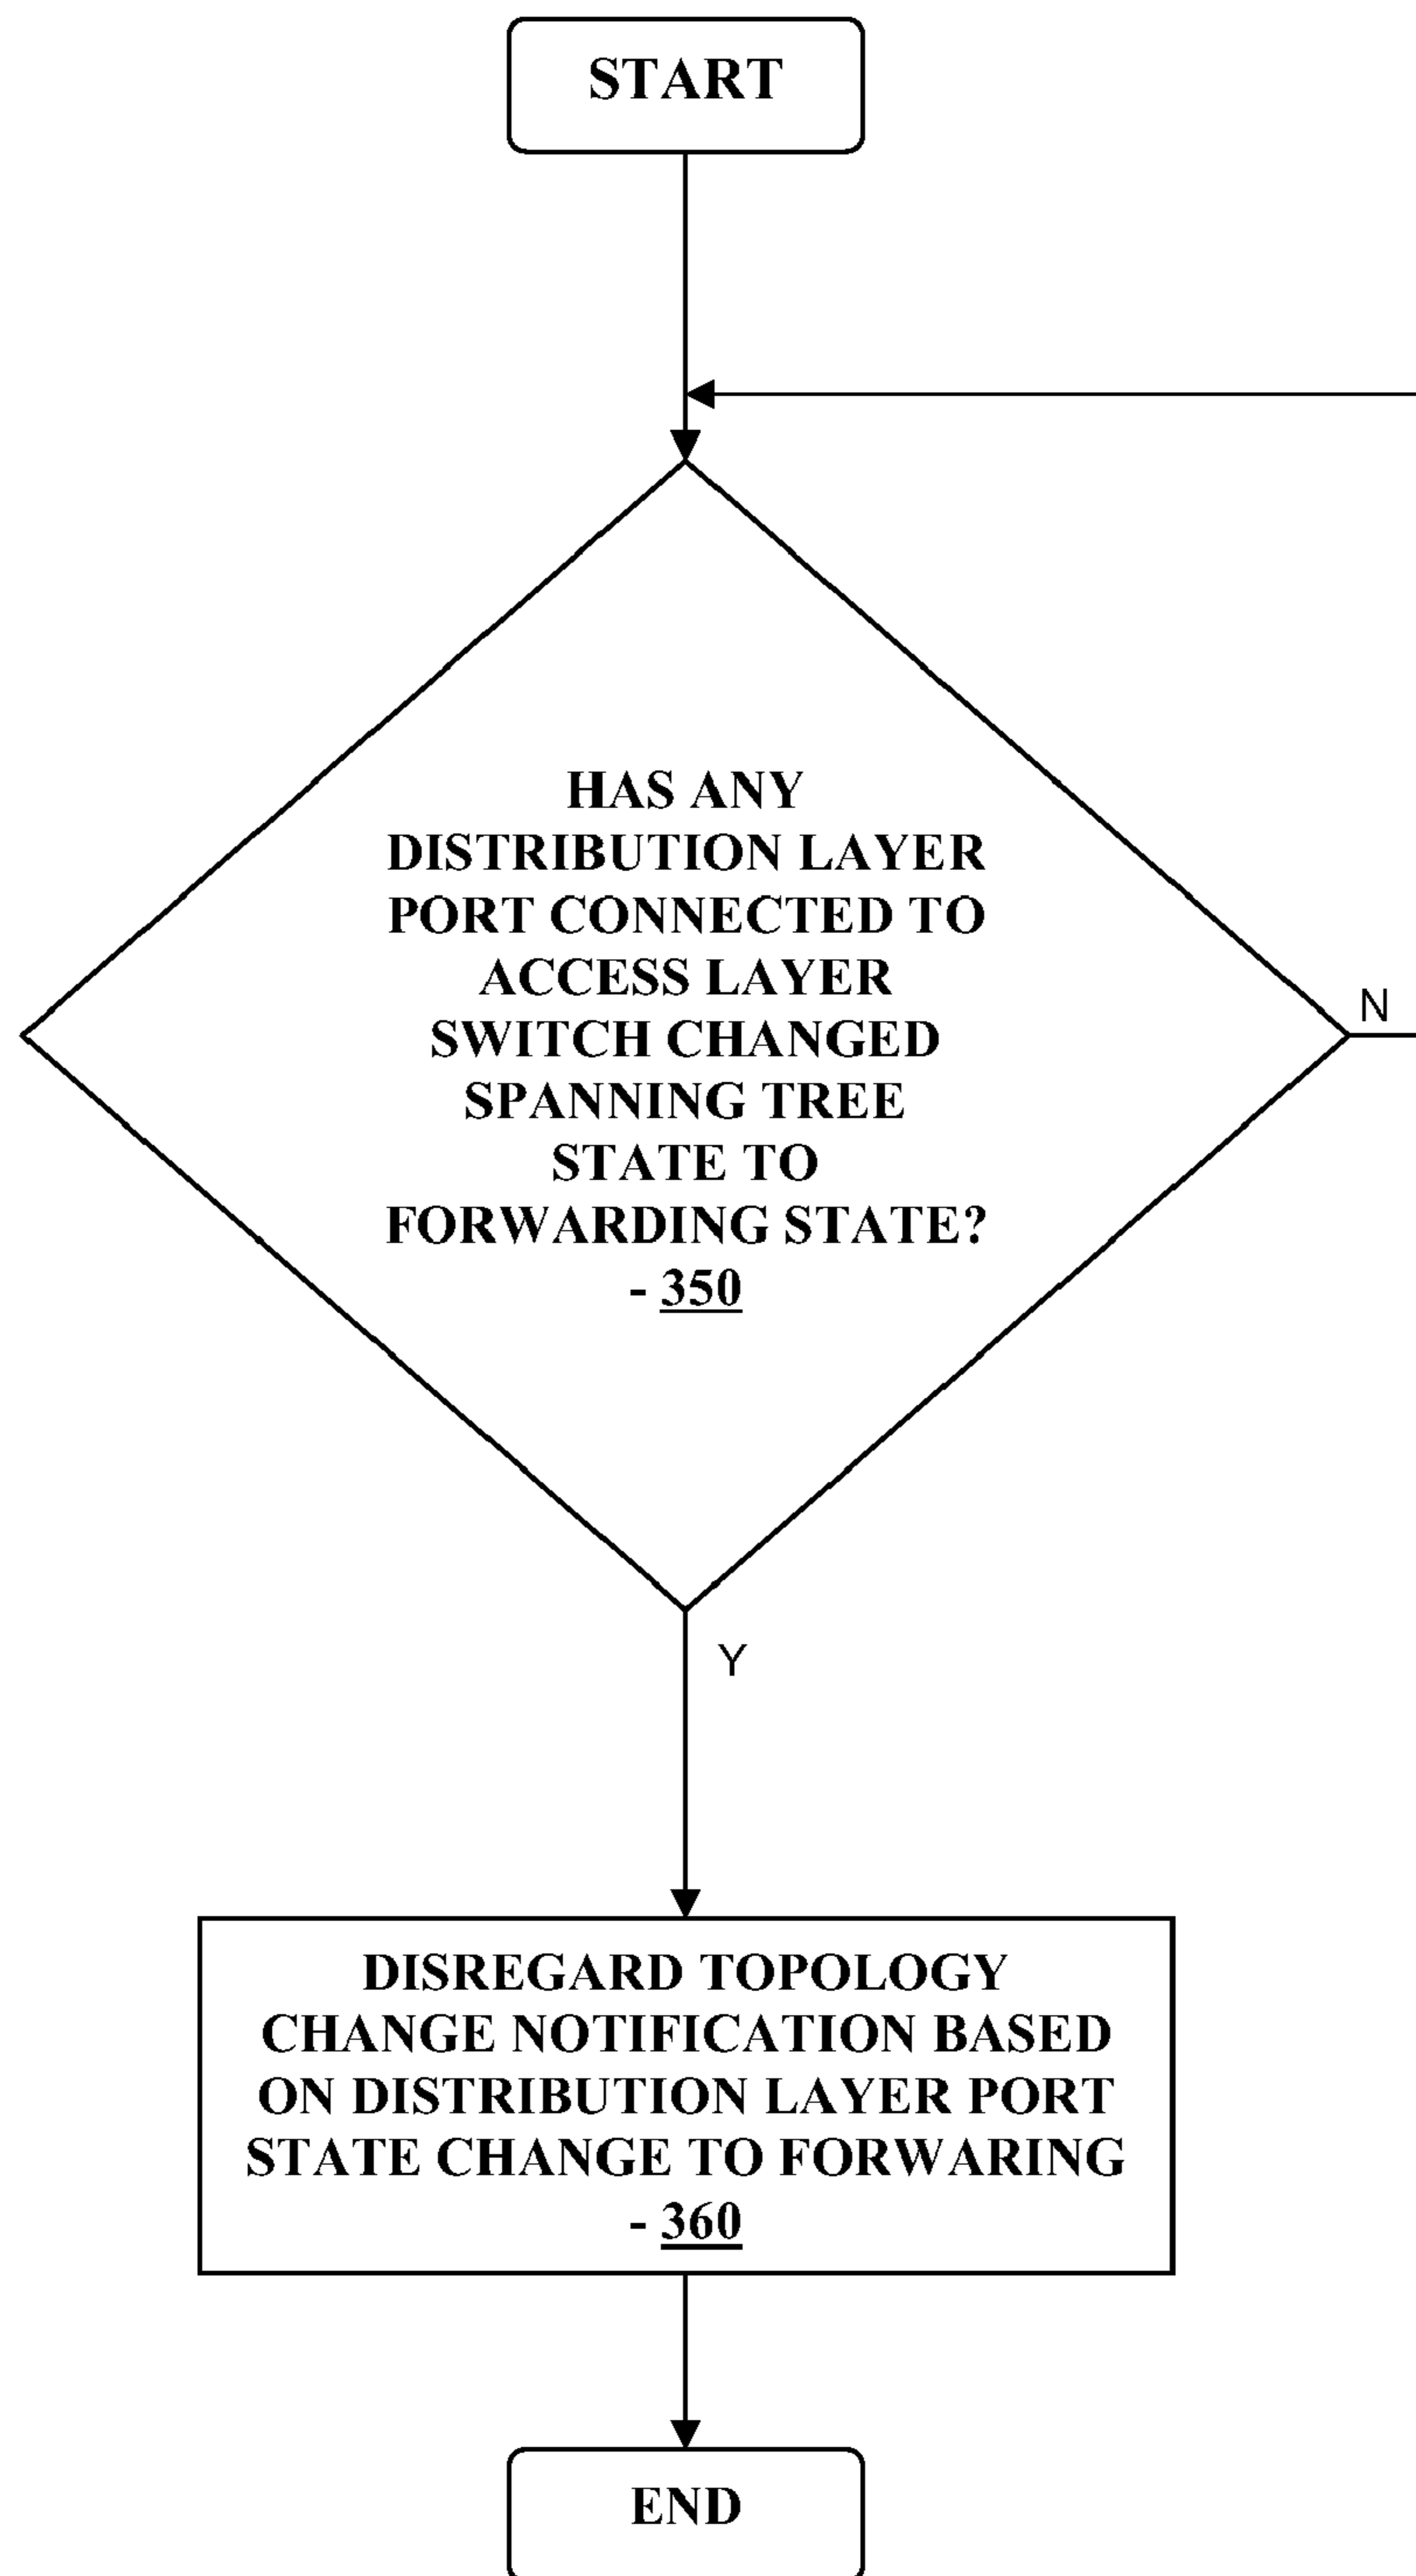 START
HAS ANY
DISTRIBUTION LAYER
PORT CONNECTED TO
ACCESS LAYER
SWITCH CHANGED
SPANNING TREE
STATE TO
FORWARDING STATE?
- 350
N
Y
DISREGARD TOPOLOGY
CHANGE NOTIFICATION BASED
ON DISTRIBUTION LAYER PORT
STATE CHANGE TO FORWARING
- 360
END